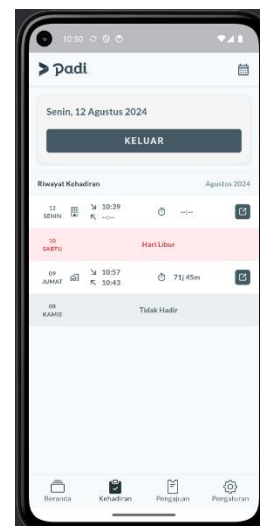 10:50
Padi
Senin, 12 Agustus 2024
KELUAR
Riwayat Kehadiran Agustus 2024
12 SENIN 10:39 --:-- --:--
10 SABTU Hari Libur
09 JUMAT 10:57 10:43 71j 45m
08 KAMIS Tidak Hadir
Beranda Kehadiran Pengajuan Pengaturan